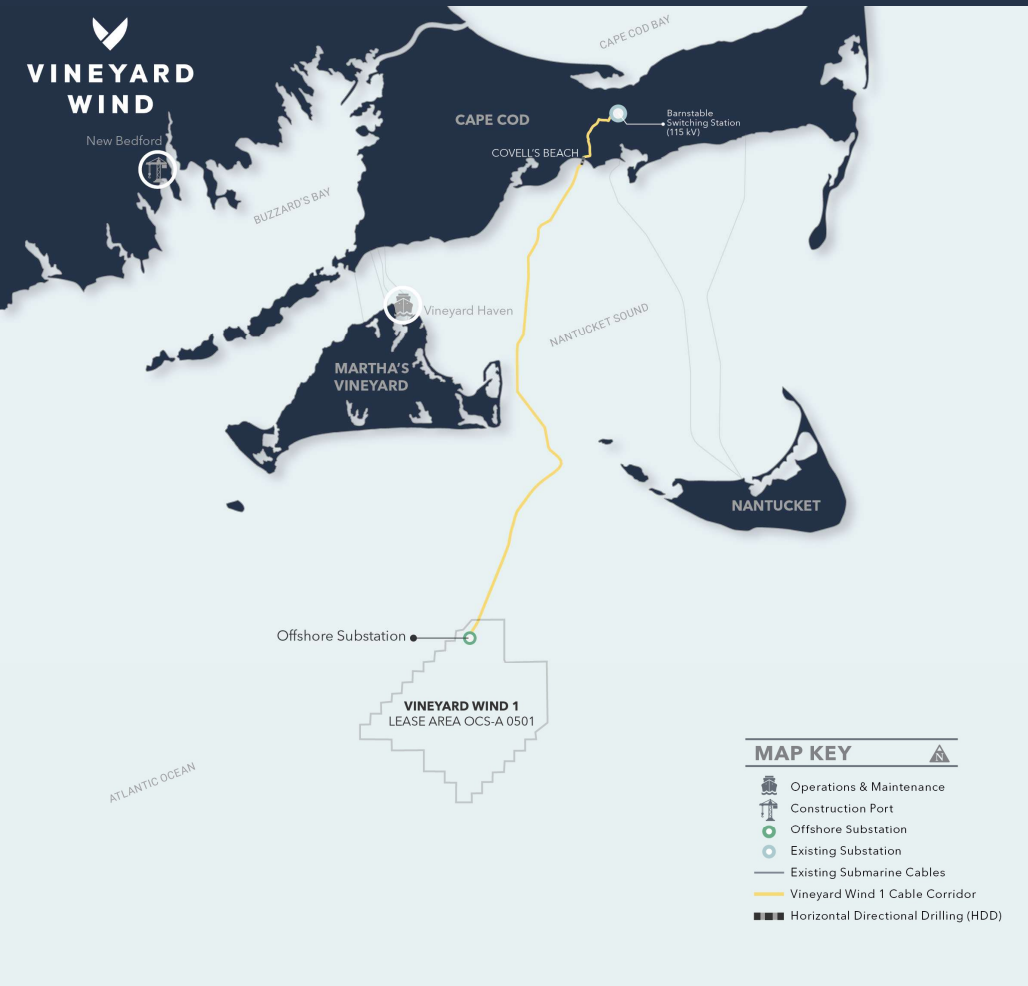 VINEYARD
WIND
CAPE COD BAY
CAPE COD
Barnstable
Switching Station
(115 kV)
New Bedford
COVELL'S BEACH
BUZZARD'S BAY
Vineyard Haven
NANTUCKET SOUND
MARTHA'S
VINEYARD
NANTUCKET
Offshore Substation
VINEYARD WIND 1
LEASE AREA OCS-A 0501
ATLANTIC OCEAN
MAP KEY
N
Operations & Maintenance
Construction Port
Offshore Substation
Existing Substation
Existing Submarine Cables
Vineyard Wind 1 Cable Corridor
Horizontal Directional Drilling (HDD)